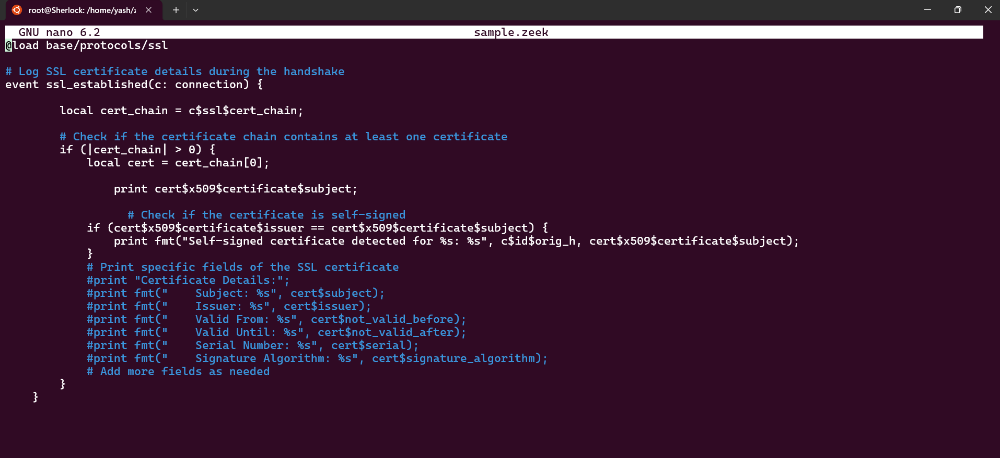 root@Sherlock: /home/yash/z
GNU nano 6.2 sample.zeek
@load base/protocols/ssl
# Log SSL certificate details during the handshake
event ssl_established(c: connection) {
local cert_chain = c$ssl$cert_chain;
# Check if the certificate chain contains at least one certificate
if (|cert_chain| > 0) {
local cert = cert_chain[0];
print cert$x509$certificate$subject;
# Check if the certificate is self-signed
if (cert$x509$certificate$issuer == cert$x509$certificate$subject) {
print fmt("Self-signed certificate detected for %s: %s", c$id$orig_h, cert$x509$certificate$subject);
}
# Print specific fields of the SSL certificate
#print "Certificate Details:";
#print fmt("    Subject: %s", cert$subject);
#print fmt("    Issuer: %s", cert$issuer);
#print fmt("    Valid From: %s", cert$not_valid_before);
#print fmt("    Valid Until: %s", cert$not_valid_after);
#print fmt("    Serial Number: %s", cert$serial);
#print fmt("    Signature Algorithm: %s", cert$signature_algorithm);
# Add more fields as needed
}
}